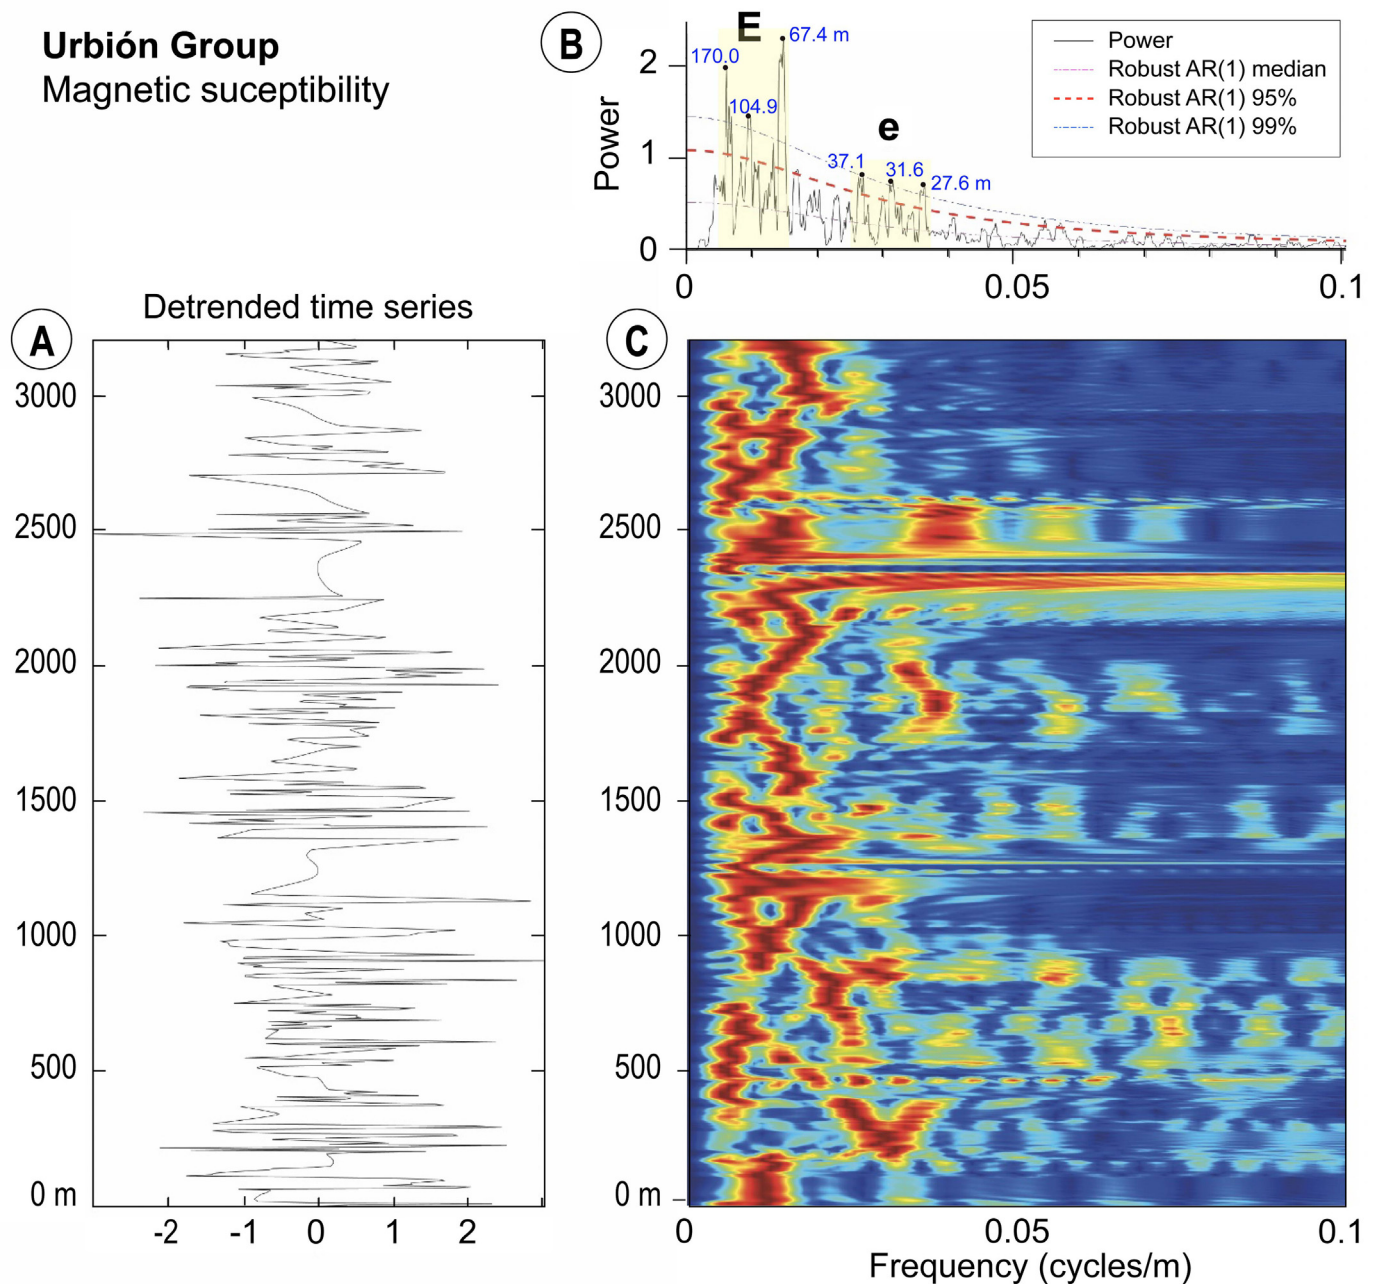 Urbión Group
Magnetic suceptibility
B
E
67.4 m
170.0
104.9
e
37.1
31.6
27.6 m
Power
2
1
0
0
0.05
0.1
Power
Robust AR(1) median
Robust AR(1) 95%
Robust AR(1) 99%
Detrended time series
A
3000
2500
2000
1500
1000
500
0 m
-2
-1
0
1
2
C
3000
2500
2000
1500
1000
500
0 m
0
0.05
0.1
Frequency (cycles/m)